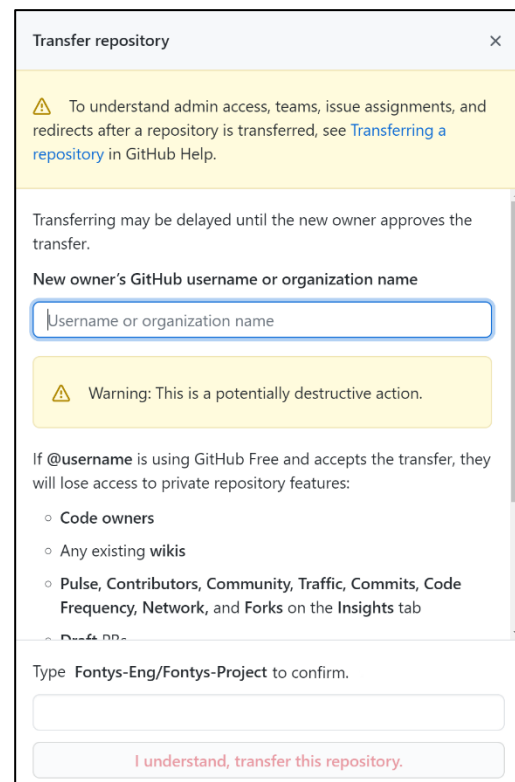 Transfer repository
To understand admin access, teams, issue assignments, and
redirects after a repository is transferred, see Transferring a
repository in GitHub Help.
Transferring may be delayed until the new owner approves the
transfer.
New owner's GitHub username or organization name
Username or organization name
Warning: This is a potentially destructive action.
If @username is using GitHub Free and accepts the transfer, they
will lose access to private repository features:
Code owners
Any existing wikis
Pulse, Contributors, Community, Traffic, Commits, Code
Frequency, Network, and Forks on the Insights tab
Draft PRs
Type Fontys-Eng/Fontys-Project to confirm.
I understand, transfer this repository.